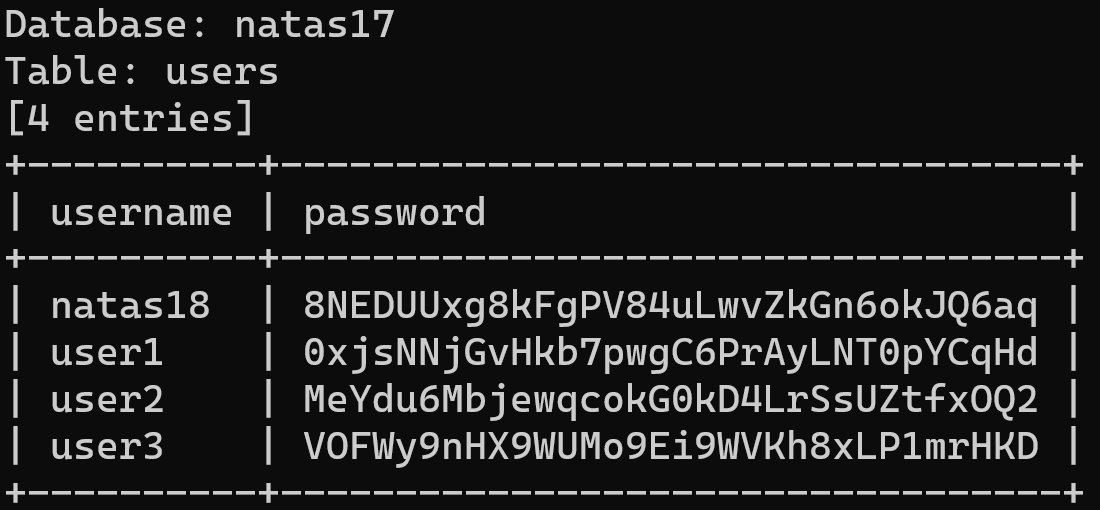 Database: natas17
Table: users
[4 entries]
+----------+----------------------------------+
| username | password                         |
+----------+----------------------------------+
| natas18  | 8NEDUUxg8kFgPV84uLwvZkGn6okJQ6aq |
| user1    | 0xjsNNjGvHkb7pwgC6PrAyLNT0pYCqHd |
| user2    | MeYdu6MbjewqcokG0kD4LrSsUZtfxOQ2 |
| user3    | VOFWy9nHX9WUMo9Ei9WVKh8xLP1mrHKD |
+----------+----------------------------------+